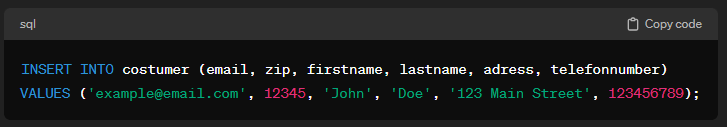 sql
Copy code
INSERT INTO costumer (email, zip, firstname, lastname, adress, telefonnumber)
VALUES ('example@email.com', 12345, 'John', 'Doe', '123 Main Street', 123456789);